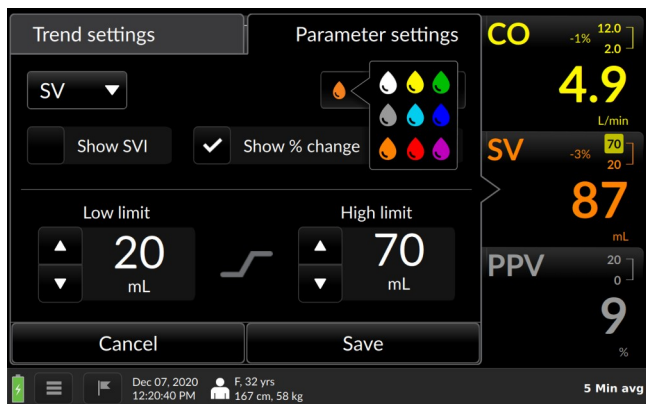 Trend settings
Parameter settings
SV
Show SVI
Show % change
Low limit
High limit
20
mL
70
mL
Cancel
Save
CO
-1%
12.0
2.0
4.9
L/min
SV
-3%
70
20
87
mL
PPV
20
0
9
%
Dec 07, 2020
12:20:40 PM
F, 32 yrs
167 cm, 58 kg
5 Min avg